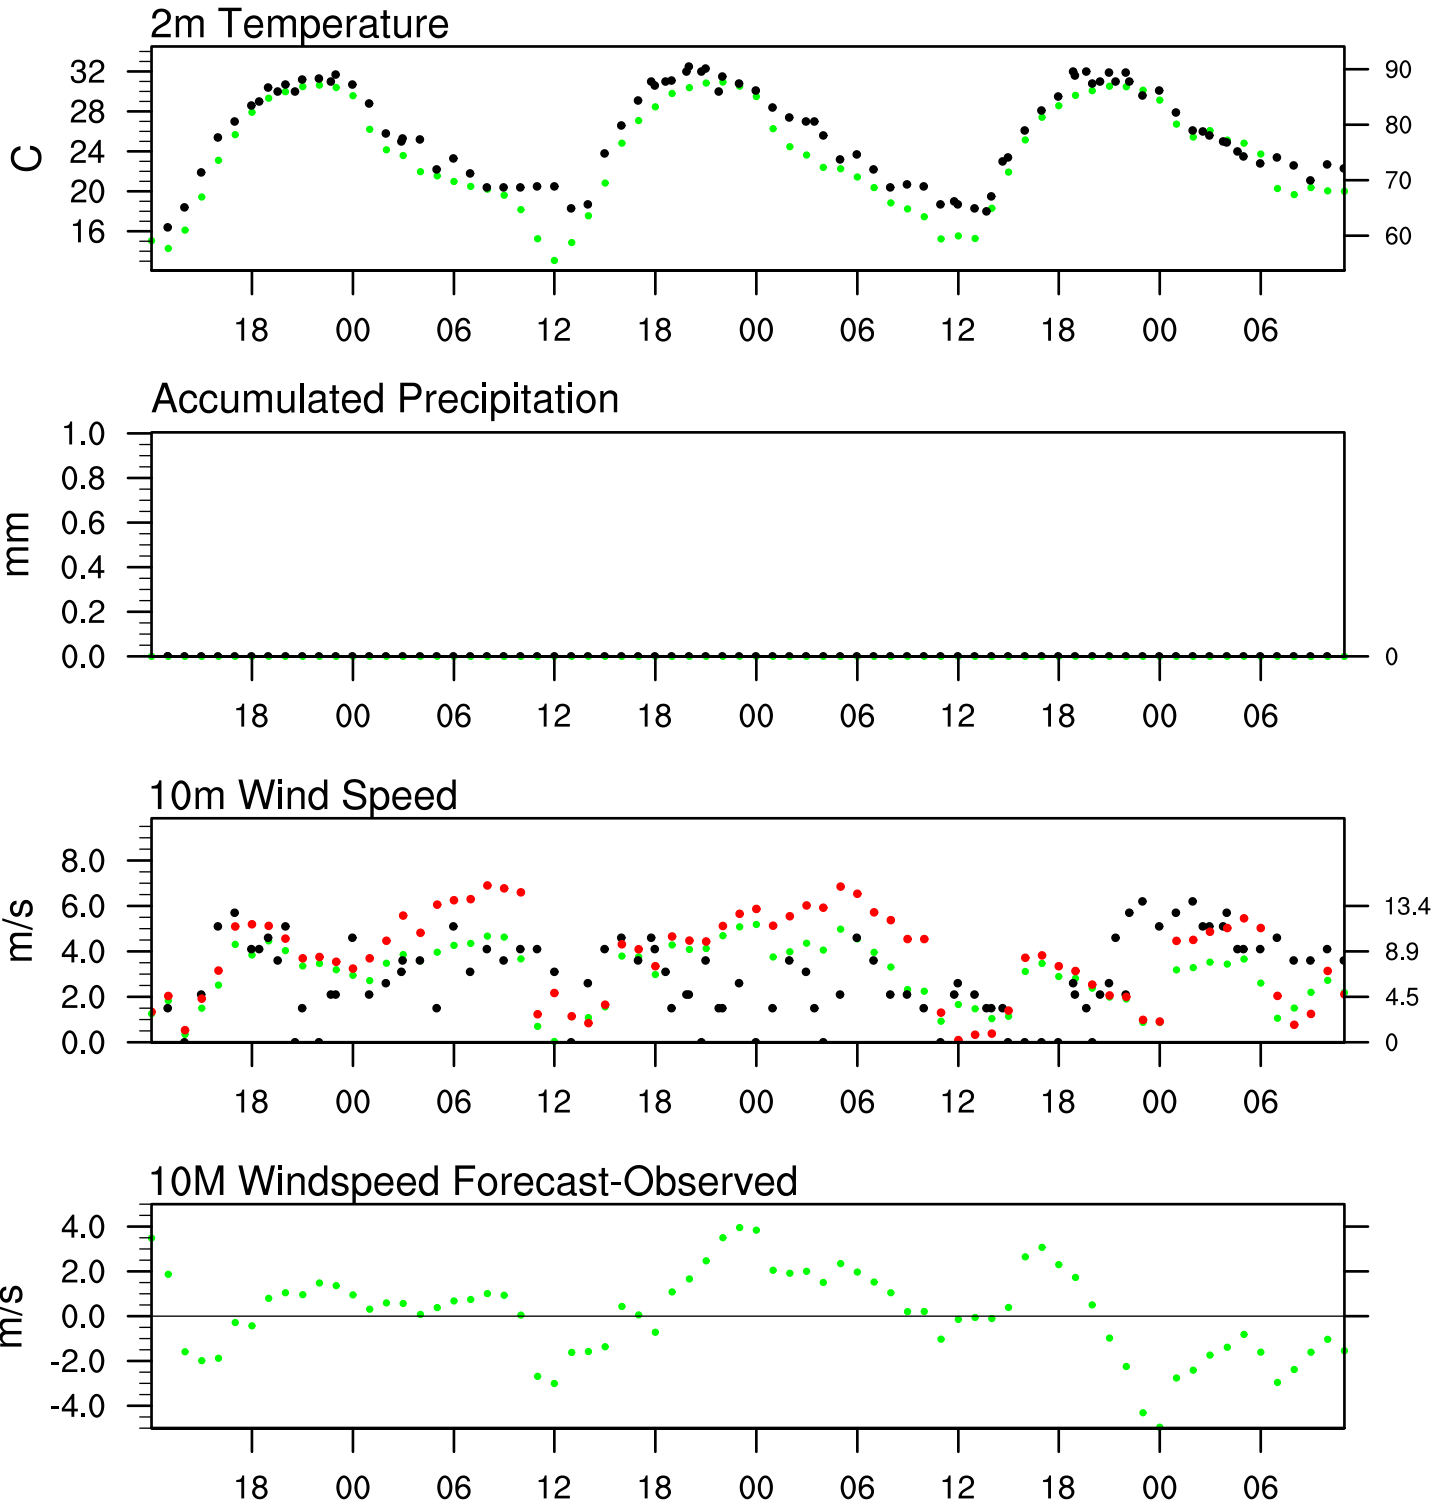 2m Temperature
32
28
24
20
16
C
90
80
70
60
18 00 06 12 18 00 06 12 18 00 06
Accumulated Precipitation
1.0
0.8
0.6
0.4
0.2
0.0
mm
0
18 00 06 12 18 00 06 12 18 00 06
10m Wind Speed
8.0
6.0
4.0
2.0
0.0
m/s
13.4
8.9
4.5
0
18 00 06 12 18 00 06 12 18 00 06
10M Windspeed Forecast-Observed
4.0
2.0
0.0
-2.0
-4.0
m/s
18 00 06 12 18 00 06 12 18 00 06